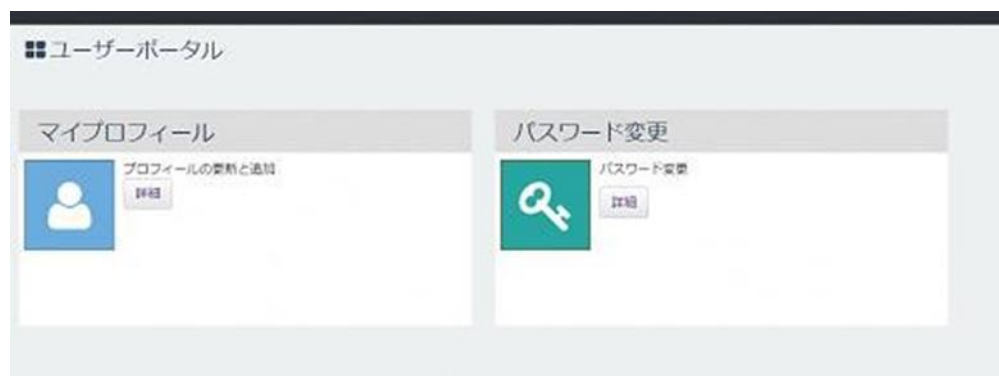 ユーザーポータル
マイプロフィール
プロフィールの更新と追加
詳細
パスワード変更
パスワード変更
詳細